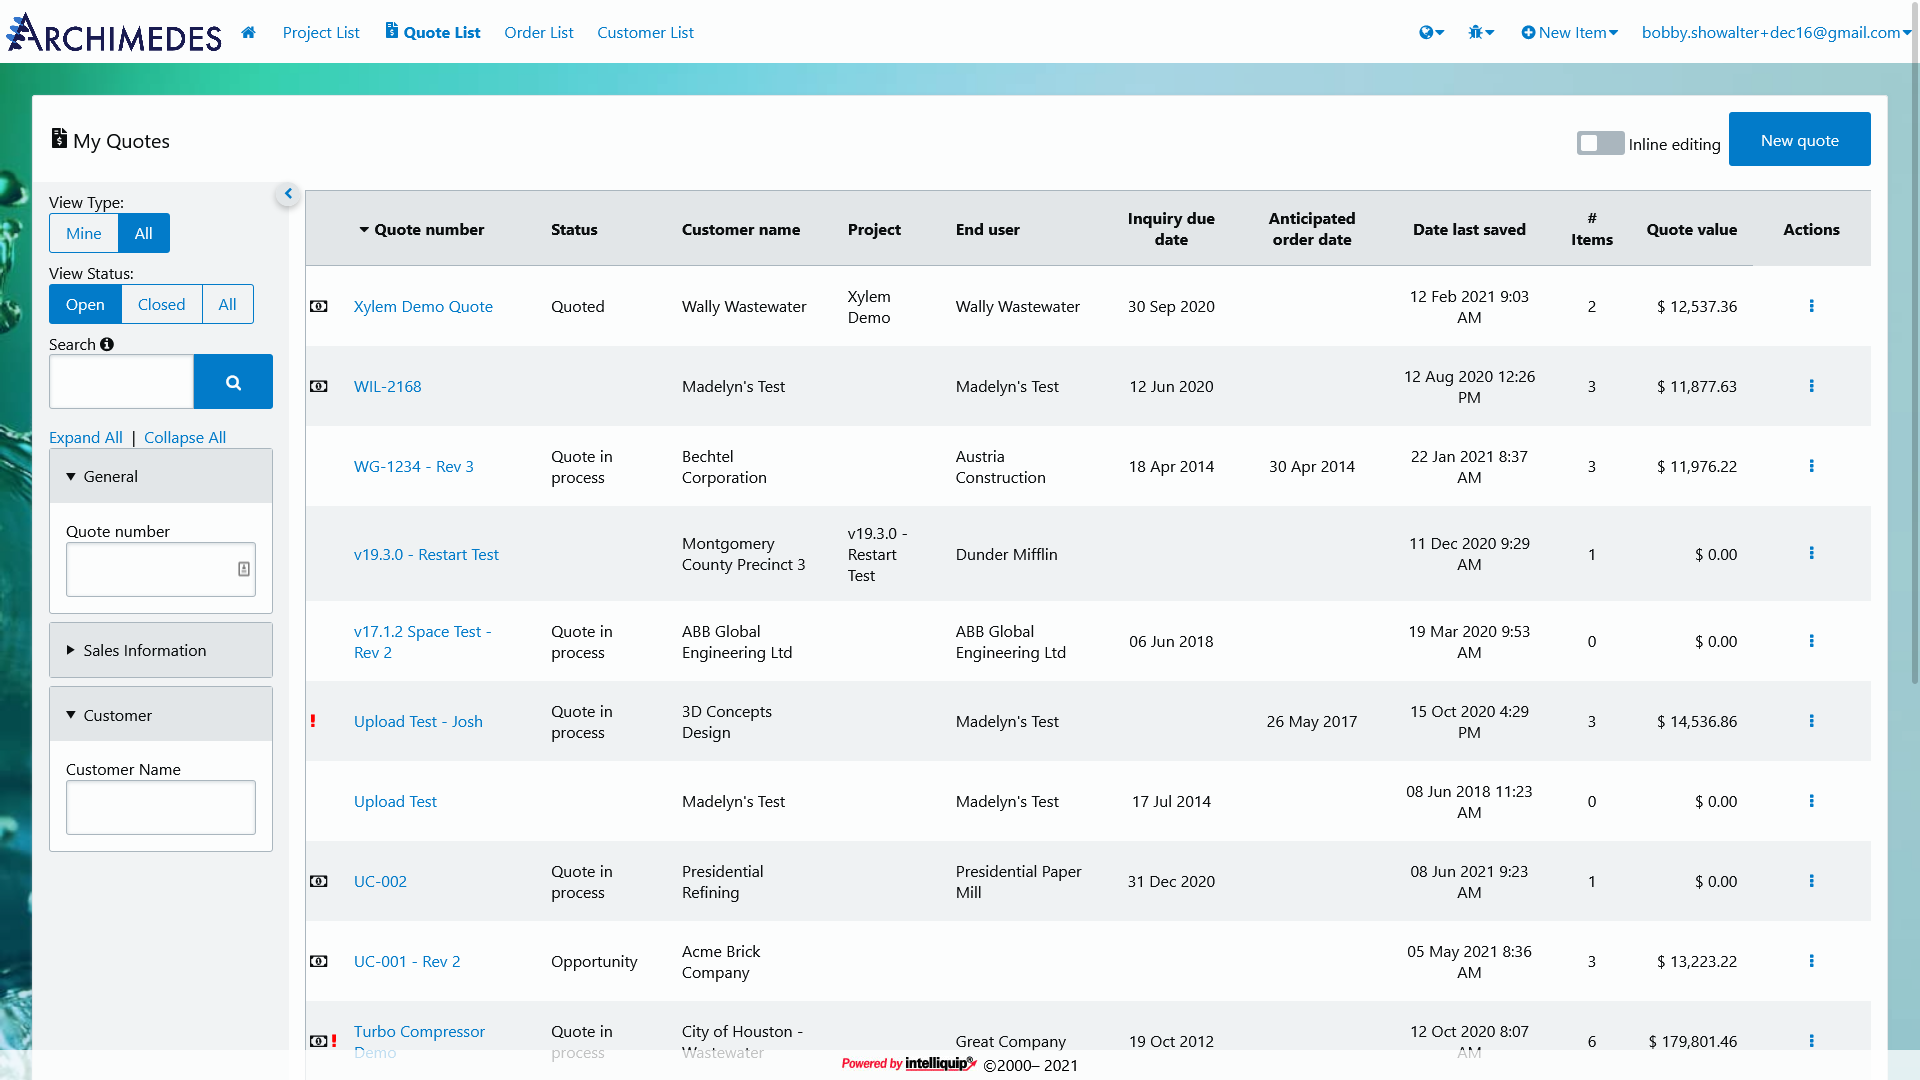 ARCHIMEDES
Project List
Quote List
Order List
Customer List
New Item
bobby.showalter+dec16@gmail.com
My Quotes
Inline editing
New quote
View Type:
Mine All
View Status:
Open Closed All
Search
Expand All | Collapse All
General
Quote number
Sales Information
Customer
Customer Name
Quote number Status Customer name Project End user Inquiry due date Anticipated order date Date last saved # Items Quote value Actions
Xylem Demo Quote Quoted Wally Wastewater Xylem Demo Wally Wastewater 30 Sep 2020 12 Feb 2021 9:03 AM 2 $ 12,537.36
WIL-2168 Madelyn's Test Madelyn's Test 12 Jun 2020 12 Aug 2020 12:26 PM 3 $ 11,877.63
WG-1234 - Rev 3 Quote in process Bechtel Corporation Austria Construction 18 Apr 2014 30 Apr 2014 22 Jan 2021 8:37 AM 3 $ 11,976.22
v19.3.0 - Restart Test Montgomery County Precinct 3 v19.3.0 - Restart Test Dunder Mifflin 11 Dec 2020 9:29 AM 1 $ 0.00
v17.1.2 Space Test - Rev 2 Quote in process ABB Global Engineering Ltd ABB Global Engineering Ltd 06 Jun 2018 19 Mar 2020 9:53 AM 0 $ 0.00
Upload Test - Josh Quote in process 3D Concepts Design Madelyn's Test 26 May 2017 15 Oct 2020 4:29 PM 3 $ 14,536.86
Upload Test Madelyn's Test Madelyn's Test 17 Jul 2014 08 Jun 2018 11:23 AM 0 $ 0.00
UC-002 Quote in process Presidential Refining Presidential Paper Mill 31 Dec 2020 08 Jun 2021 9:23 AM 1 $ 0.00
UC-001 - Rev 2 Opportunity Acme Brick Company 05 May 2021 8:36 AM 3 $ 13,223.22
Turbo Compressor Demo Quote in process City of Houston - Wastewater Great Company 19 Oct 2012 12 Oct 2020 8:07 AM 6 $ 179,801.46
Powered by intelliquip® ©2000– 2021